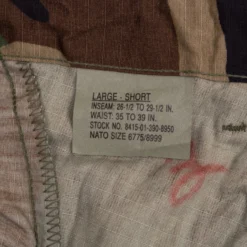 LARGE - SHORT
INSEAM: 26-1/2 TO 29-1/2 IN.
WAIST: 35 TO 39 IN.
STOCK NO. 8415-01-390-8950
NATO SIZE 6775/8999